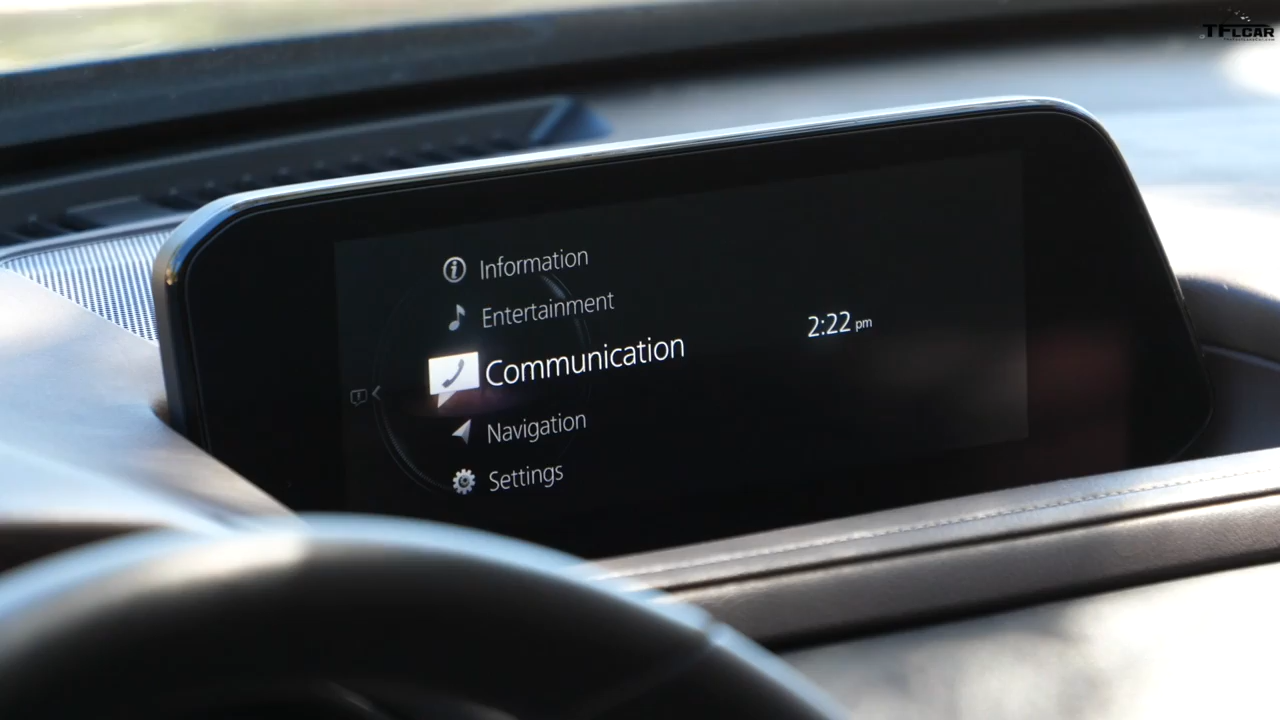 TFLCAR
Information
Entertainment
Communication
2:22 pm
Navigation
Settings